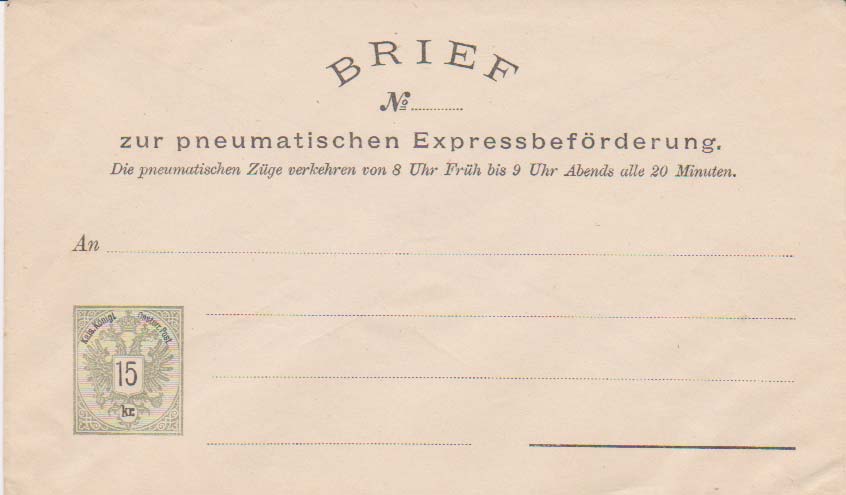 BRIEF
No
zur pneumatischen Expressbeförderung.
Die pneumatischen Züge verkehren von 8 Uhr Früh bis 9 Uhr Abends alle 20 Minuten.
An
Kais. Königl. Oesterr. Post
15
kr.